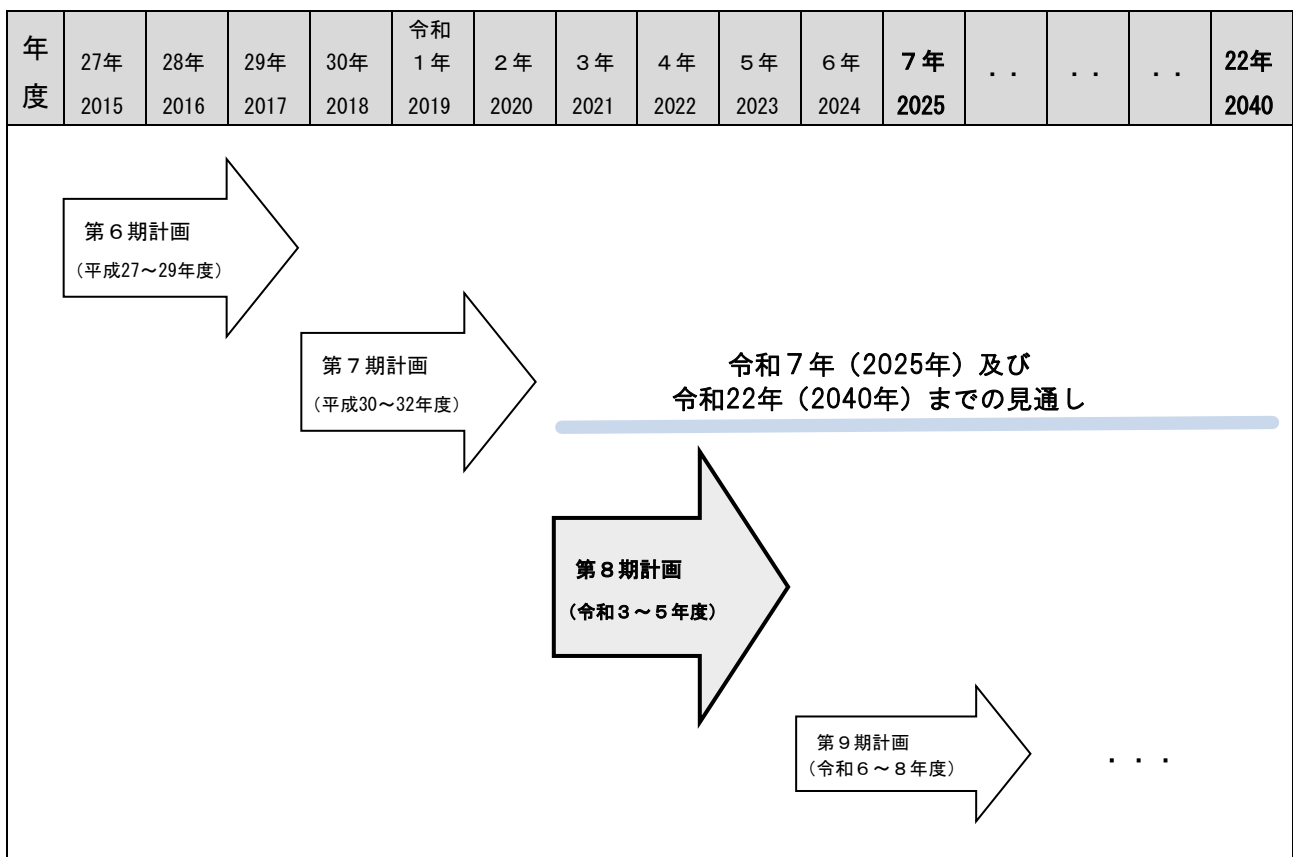 年度
27年
2015
28年
2016
29年
2017
30年
2018
令和
1年
2019
2年
2020
3年
2021
4年
2022
5年
2023
6年
2024
7年
2025
. .
. .
. .
22年
2040
第6期計画
（平成27～29年度）
第7期計画
（平成30～32年度）
令和7年（2025年）及び
令和22年（2040年）までの見通し
第8期計画
（令和3～5年度）
第9期計画
（令和6～8年度）
. . .